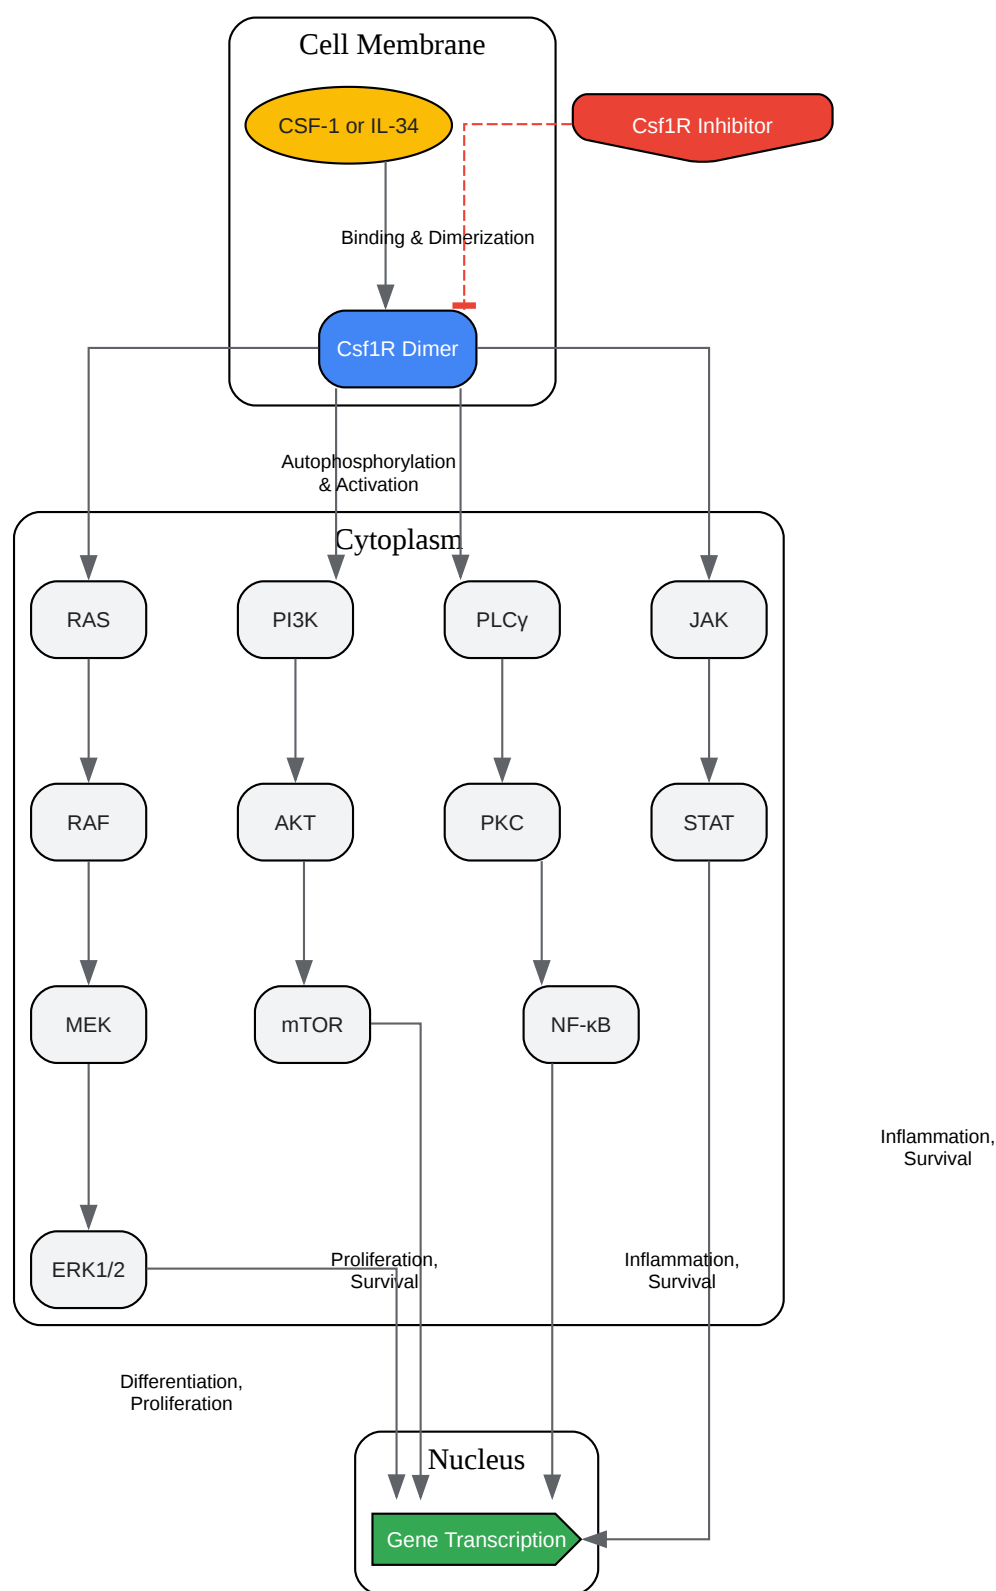 Cell Membrane
CSF-1 or IL-34
Csf1R Inhibitor
Binding & Dimerization
Csf1R Dimer
Autophosphorylation
& Activation
Cytoplasm
RAS
PI3K
PLCγ
JAK
RAF
AKT
PKC
STAT
MEK
mTOR
NF-κB
Inflammation,
Survival
ERK1/2
Proliferation,
Survival
Inflammation,
Survival
Differentiation,
Proliferation
Nucleus
Gene Transcription